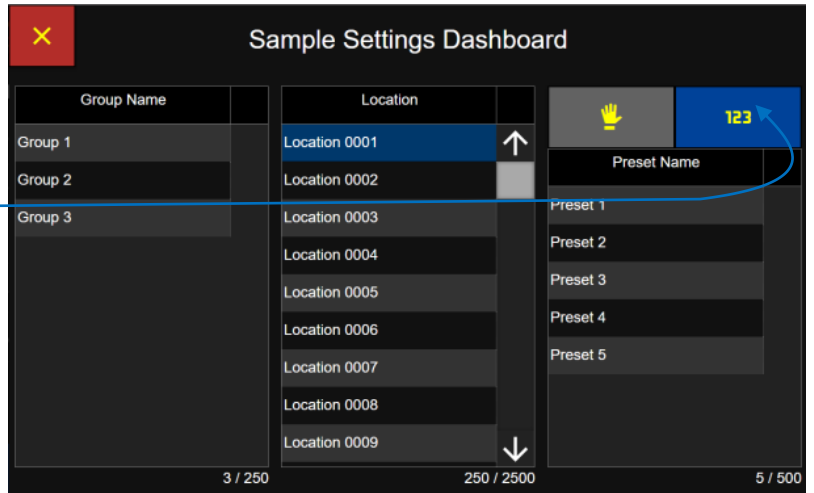 Sample Settings Dashboard
Group Name
Group 1
Group 2
Group 3
3 / 250
Location
Location 0001
Location 0002
Location 0003
Location 0004
Location 0005
Location 0006
Location 0007
Location 0008
Location 0009
250 / 2500
123
Preset Name
Preset 1
Preset 2
Preset 3
Preset 4
Preset 5
5 / 500